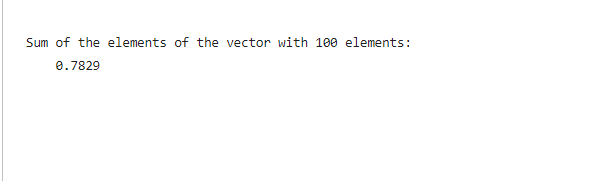 Sum of the elements of the vector with 100 elements:
0.7829